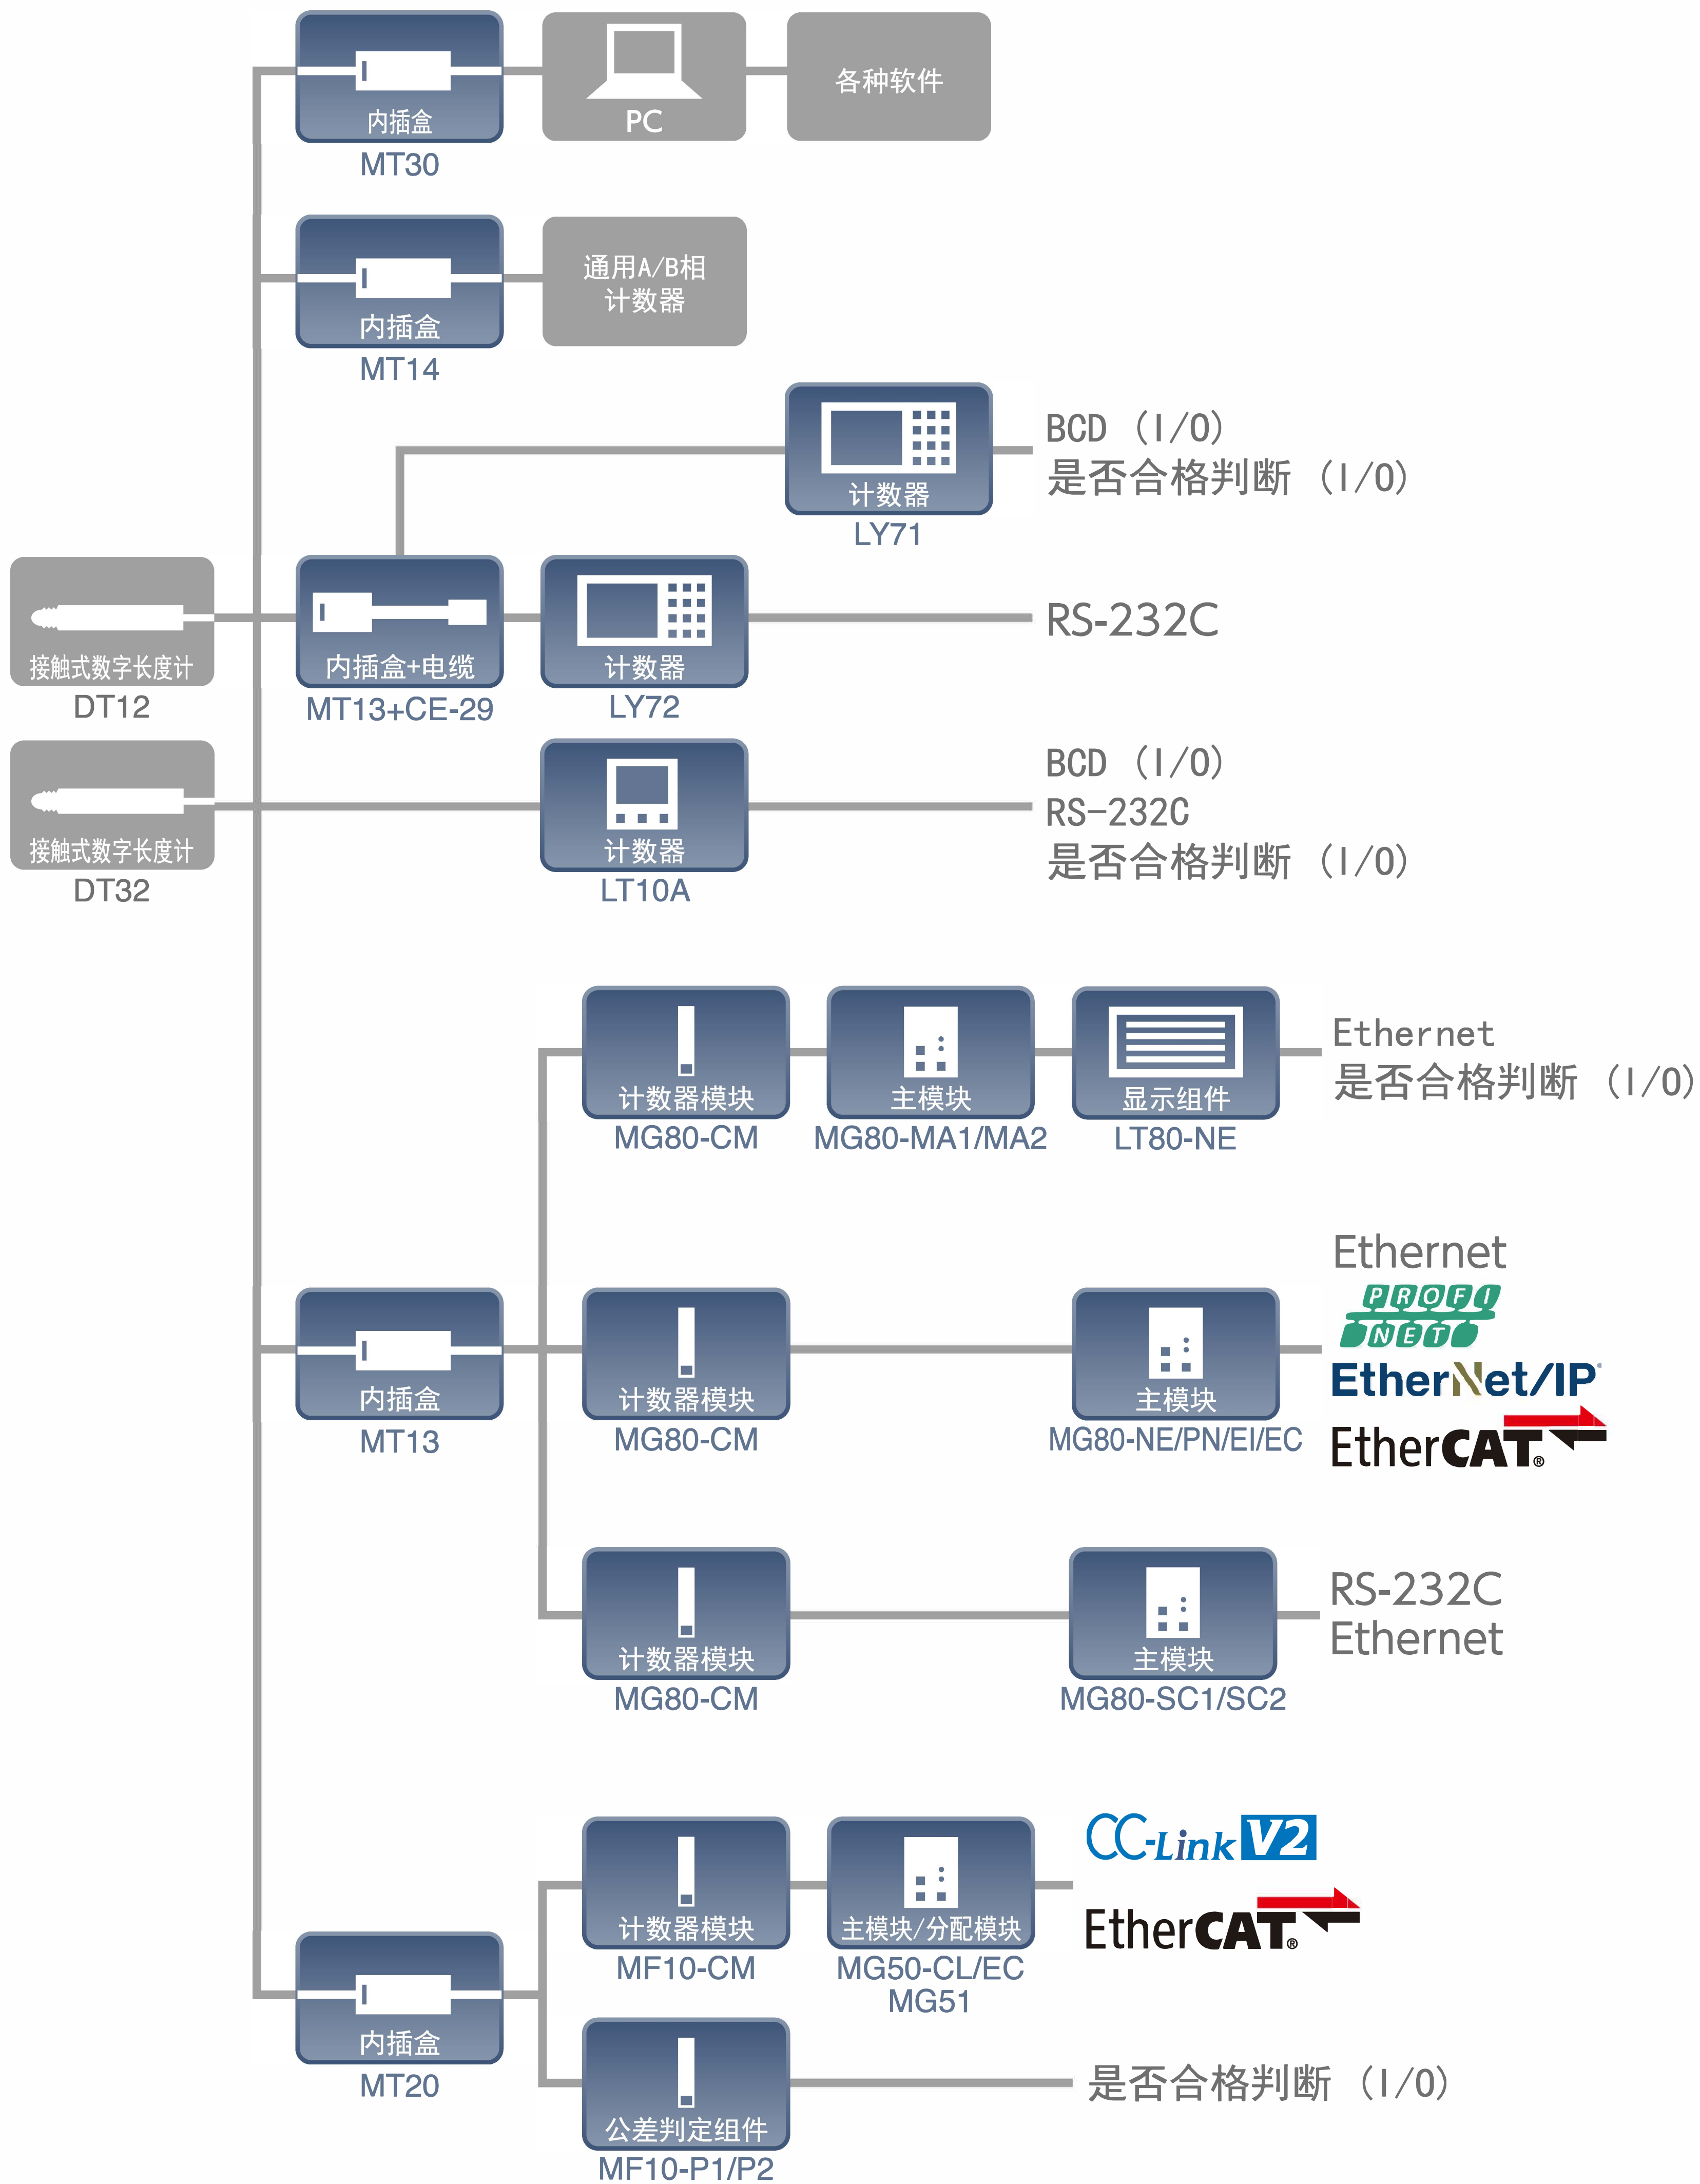 内插盒
MT30
PC
各种软件
内插盒
MT14
通用A/B相
计数器
计数器
LY71
BCD (I/O)
是否合格判断 (I/O)
接触式数字长度计
DT12
内插盒+电缆
MT13+CE-29
计数器
LY72
RS-232C
接触式数字长度计
DT32
计数器
LT10A
BCD (I/O)
RS-232C
是否合格判断 (I/O)
计数器模块
MG80-CM
主模块
MG80-MA1/MA2
显示组件
LT80-NE
Ethernet
是否合格判断 (I/O)
内插盒
MT13
计数器模块
MG80-CM
主模块
MG80-NE/PN/EI/EC
Ethernet
PROFI
NET
EtherNet/IP
EtherCAT®
计数器模块
MG80-CM
主模块
MG80-SC1/SC2
RS-232C
Ethernet
内插盒
MT20
计数器模块
MF10-CM
主模块/分配模块
MG50-CL/EC
MG51
CC-Link V2
EtherCAT®
公差判定组件
MF10-P1/P2
是否合格判断 (I/O)